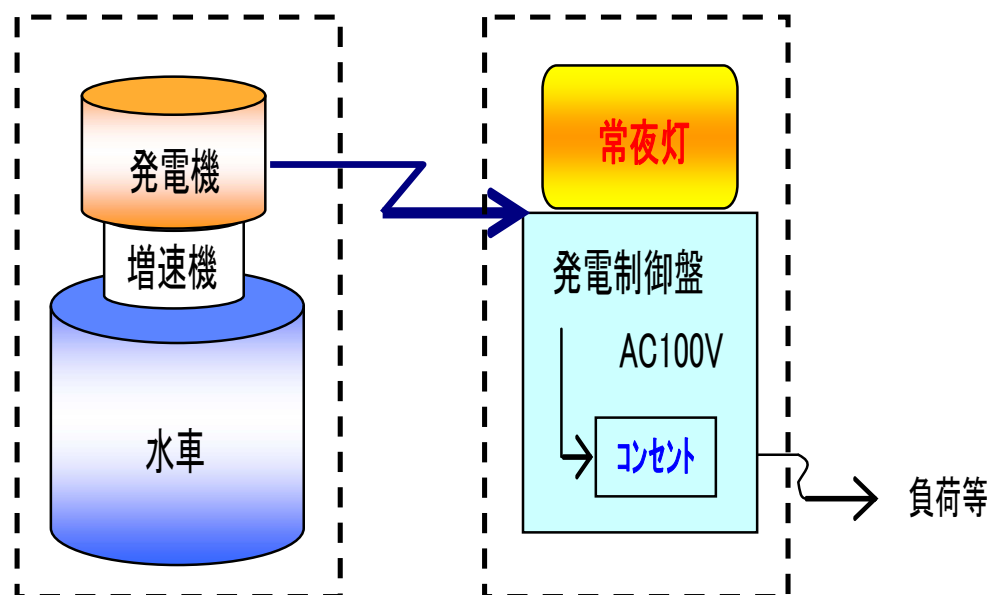 発電機
増速機
水車
常夜灯
発電制御盤
AC100V
コンセント
負荷等